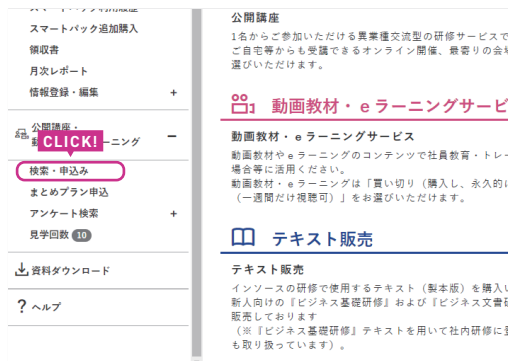 スマートパック追加購入
領収書
月次レポート
情報登録・編集 +
公開講座・
ーニング −
CLICK!
検索・申込み
まとめプラン申込
アンケート検索 +
見学回数 10
資料ダウンロード
? ヘルプ
公開講座
1名からご参加いただける異業種交流型の研修サービスで
ご自宅等からも受講できるオンライン開催、最寄りの会場
選びいただけます。
動画教材・eラーニングサービ
動画教材・eラーニングサービス
動画教材やeラーニングのコンテンツで社員教育・トレー
場合等に活用ください。
動画教材・eラーニングは「買い切り（購入し、永久的に
（一週間だけ視聴可）」をお選びいただけます。
テキスト販売
テキスト販売
インソースの研修で使用するテキスト（製本版）を購入い
新人向けの『ビジネス基礎研修』および『ビジネス文書研
販売しております
（※『ビジネス基礎研修』テキストを用いて社内研修に登
も取り扱っています）。